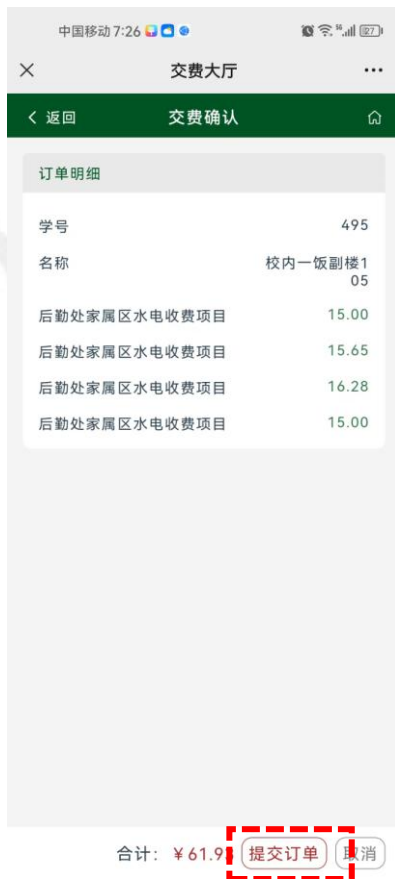 中国移动 7:26
27
交费大厅
返回 交费确认
订单明细
学号 495
名称 校内一饭副楼1
05
后勤处家属区水电收费项目 15.00
后勤处家属区水电收费项目 15.65
后勤处家属区水电收费项目 16.28
后勤处家属区水电收费项目 15.00
合计: ¥61.93 提交订单 取消